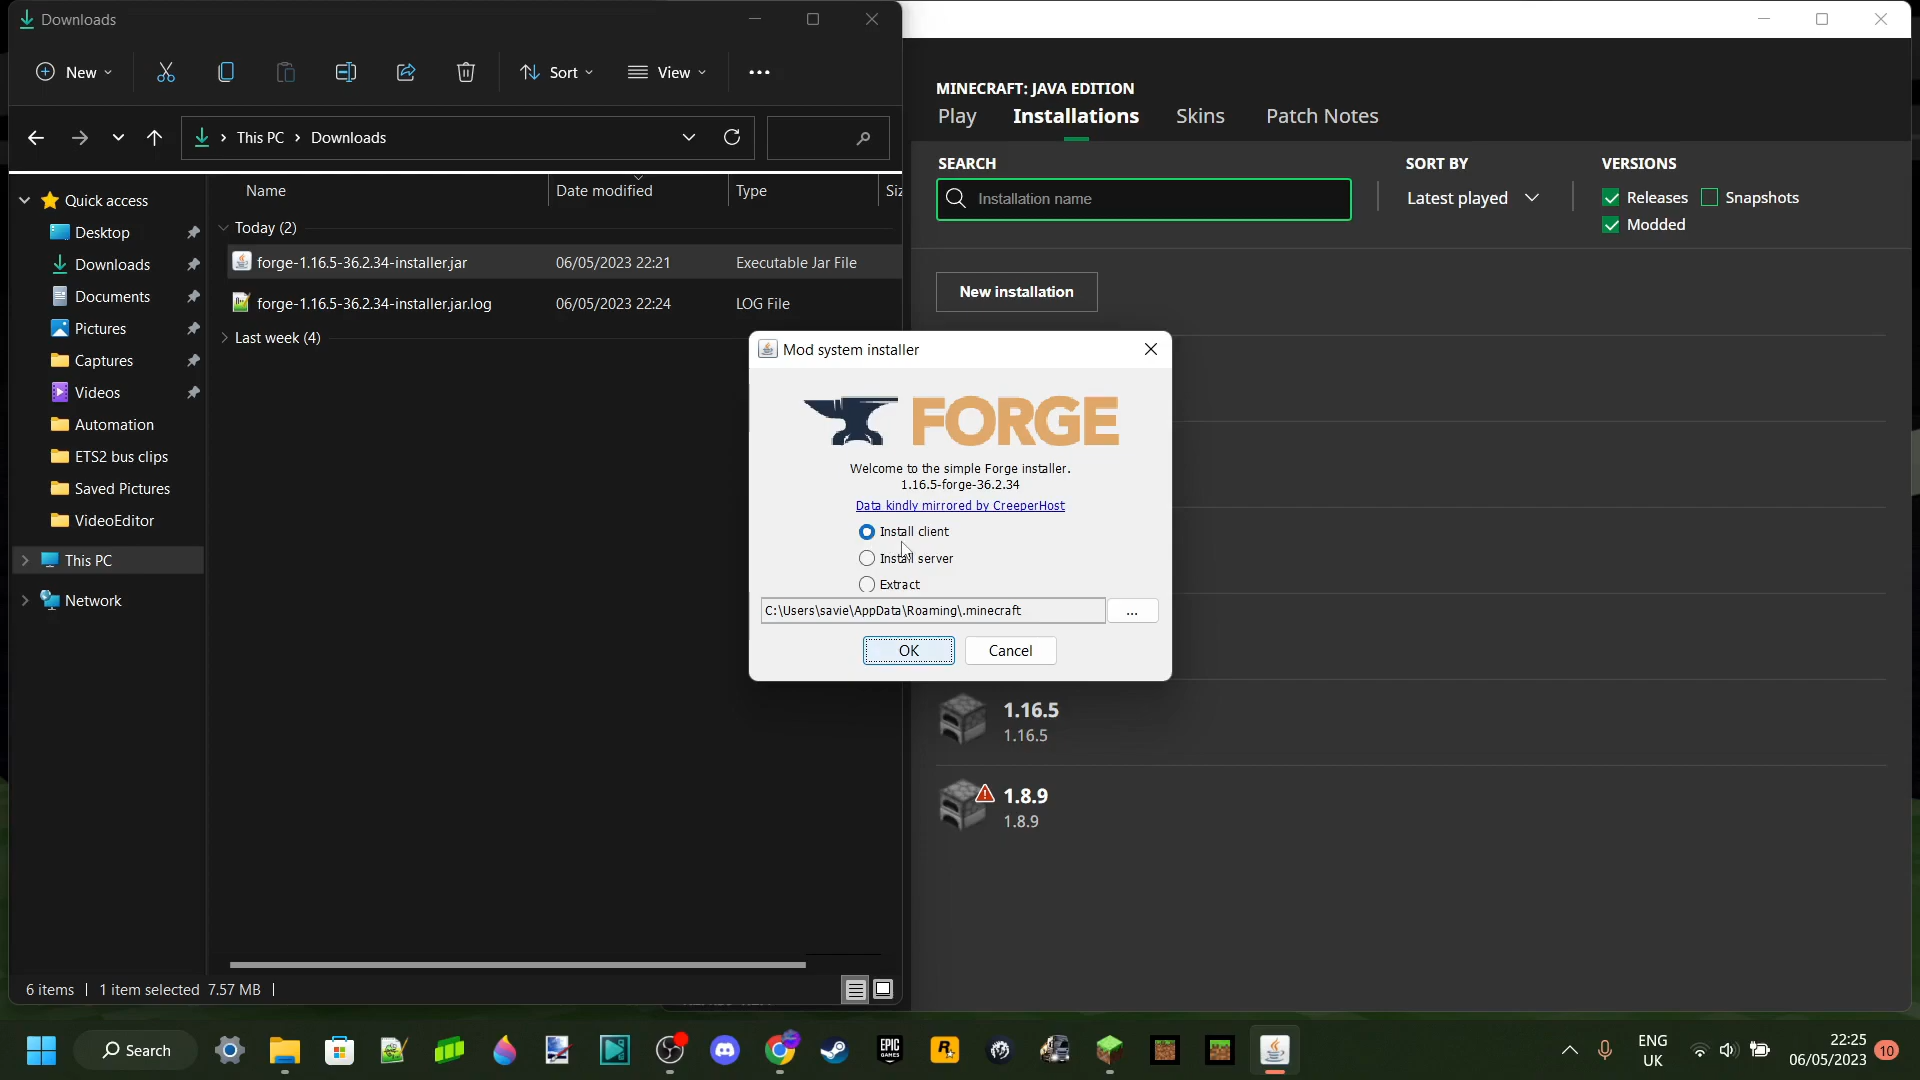 Downloads
New
Sort
View
This PC
Downloads
Name
Date modified
Type
Siz
Quick access
Desktop
Downloads
Documents
Pictures
Captures
Videos
Automation
ETS2 bus clips
Saved Pictures
VideoEditor
This PC
Network
Today (2)
forge-1.16.5-36.2.34-installer.jar
06/05/2023 22:21
Executable Jar File
forge-1.16.5-36.2.34-installer.jar.log
06/05/2023 22:24
LOG File
Last week (4)
6 items
1 item selected 7.57 MB
MINECRAFT: JAVA EDITION
Play
Installations
Skins
Patch Notes
SEARCH
Installation name
SORT BY
Latest played
VERSIONS
Releases
Snapshots
Modded
New installation
1.16.5
1.16.5
1.8.9
1.8.9
Mod system installer
FORGE
Welcome to the simple Forge installer.
1.16.5-forge-36.2.34
Data kindly mirrored by CreeperHost
Install client
Install server
Extract
C:\Users\savie\AppData\Roaming\.minecraft
...
OK
Cancel
Search
EPIC
GAMES
ENG
UK
22:25
06/05/2023
10